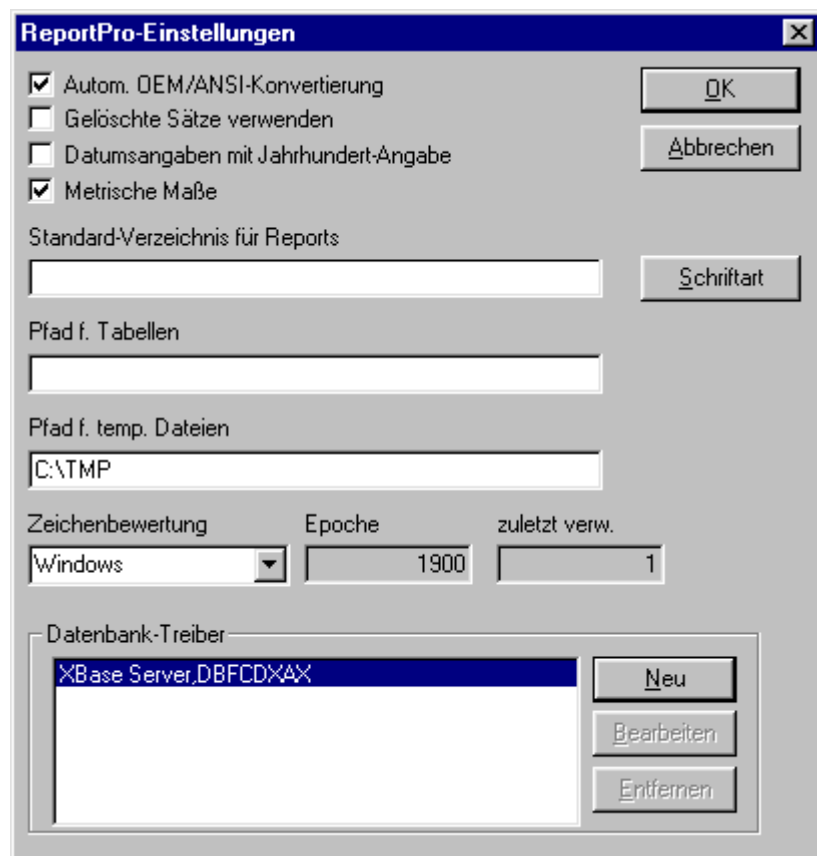 ReportPro-Einstellungen
Autom. OEM/ANSI-Konvertierung
OK
Gelöschte Sätze verwenden
Datumsangaben mit Jahrhundert-Angabe
Abbrechen
Metrische Maße
Standard-Verzeichnis für Reports
Schriftart
Pfad f. Tabellen
Pfad f. temp. Dateien
C:\TMP
Zeichenbewertung Epoche zuletzt verw.
Windows 1900 1
Datenbank-Treiber
XBase Server,DBFCDXAX
Neu
Bearbeiten
Entfernen